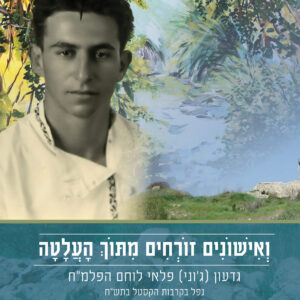 וְאִישׁוֹנִים זוֹרְחִים מִתּוֹךְ הָעֲלָטָה
גדעון (ג'וני) פלאי לוחם הפלמ"ח
נפל בקרבות הקסטל בתש"ח